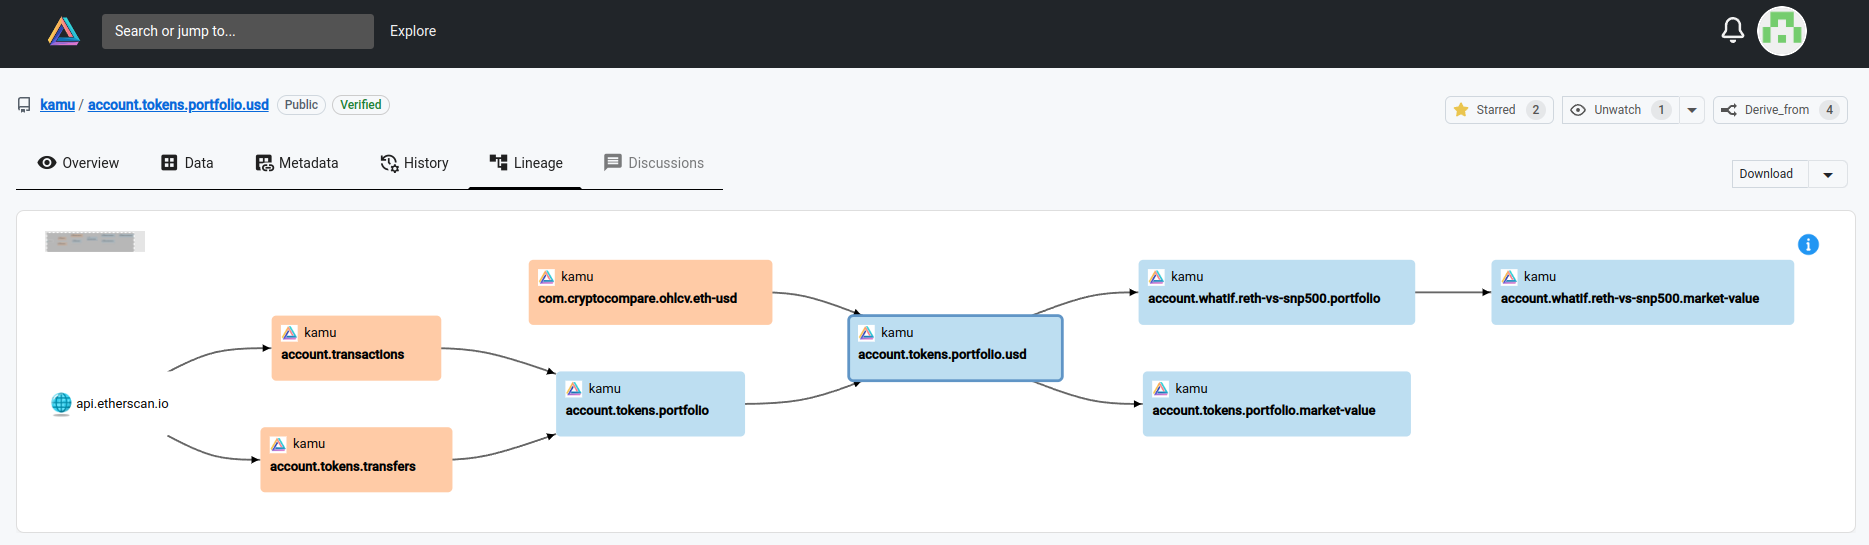 Search or jump to...
Explore
kamu / account.tokens.portfolio.usd
Public
Verified
Starred 2
Unwatch 1
Derive_from 4
Overview
Data
Metadata
History
Lineage
Discussions
Download
i
kamu
com.cryptocompare.ohlcv.eth-usd
kamu
account.whatif.reth-vs-snp500.portfolio
kamu
account.whatif.reth-vs-snp500.market-value
kamu
account.transactions
kamu
account.tokens.portfolio.usd
api.etherscan.io
kamu
account.tokens.portfolio
kamu
account.tokens.portfolio.market-value
kamu
account.tokens.transfers